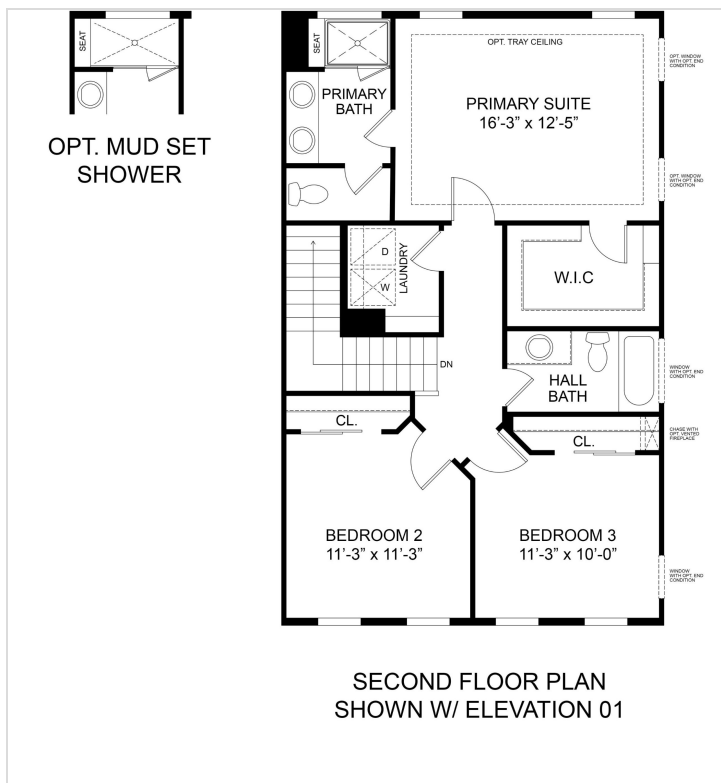 SEAT
OPT. MUD SET
SHOWER
SEAT
PRIMARY
BATH
OPT. TRAY CEILING
PRIMARY SUITE
16'-3” x 12'-5”
OPT. WINDOW
WITH OPT. END
CONDITION
OPT. WINDOW
WITH OPT. END
CONDITION
D
W
LAUNDRY
W.I.C
DN
HALL
BATH
WINDOW
WITH OPT. END
CONDITION
CL.
CL.
CHASE WITH
OPT. VENTED
FIREPLACE
BEDROOM 2
11'-3” x 11'-3”
BEDROOM 3
11'-3” x 10'-0”
WINDOW
WITH OPT. END
CONDITION
SECOND FLOOR PLAN
SHOWN W/ ELEVATION 01